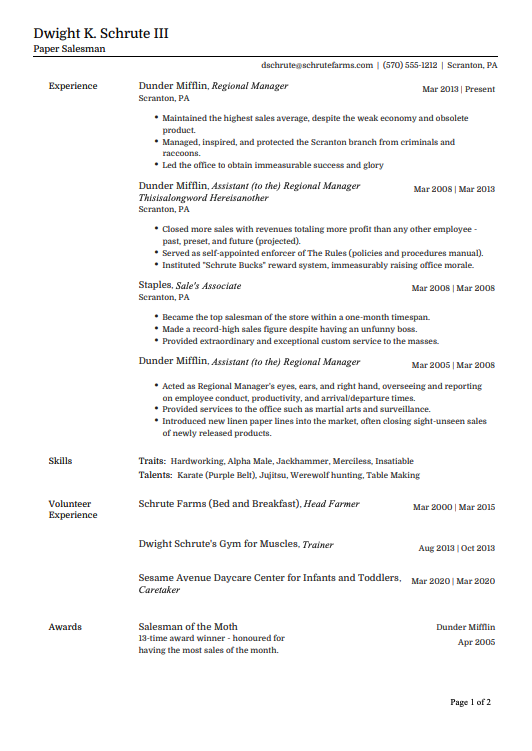 Dwight K. Schrute III
Paper Salesman
dschrute@schrutefarms.com | (570) 555-1212 | Scranton, PA
Experience
Dunder Mifflin, Regional Manager
Mar 2013 | Present
Scranton, PA
• Maintained the highest sales average, despite the weak economy and obsolete
product.
• Managed, inspired, and protected the Scranton branch from criminals and
raccoons.
• Led the office to obtain immeasurable success and glory
Dunder Mifflin, Assistant (to the) Regional Manager
Mar 2008 | Mar 2013
Thisisalongword Hereisanother
Scranton, PA
• Closed more sales with revenues totaling more profit than any other employee -
past, preset, and future (projected).
• Served as self-appointed enforcer of The Rules (policies and procedures manual).
• Instituted "Schrute Bucks" reward system, immeasurably raising office morale.
Staples, Sale's Associate
Mar 2008 | Mar 2008
Scranton, PA
• Became the top salesman of the store within a one-month timespan.
• Made a record-high sales figure despite having an unfunny boss.
• Provided extraordinary and exceptional custom service to the masses.
Dunder Mifflin, Assistant (to the) Regional Manager
Mar 2005 | Mar 2008
• Acted as Regional Manager's eyes, ears, and right hand, overseeing and reporting
on employee conduct, productivity, and arrival/departure times.
• Provided services to the office such as martial arts and surveillance.
• Introduced new linen paper lines into the market, often closing sight-unseen sales
of newly released products.
Skills
Traits: Hardworking, Alpha Male, Jackhammer, Merciless, Insatiable
Talents: Karate (Purple Belt), Jujitsu, Werewolf hunting, Table Making
Volunteer
Experience
Schrute Farms (Bed and Breakfast), Head Farmer
Mar 2000 | Mar 2015
Dwight Schrute's Gym for Muscles, Trainer
Aug 2013 | Oct 2013
Sesame Avenue Daycare Center for Infants and Toddlers,
Mar 2020 | Mar 2020
Caretaker
Awards
Salesman of the Moth
Dunder Mifflin
13-time award winner - honoured for
Apr 2005
having the most sales of the month.
Page 1 of 2